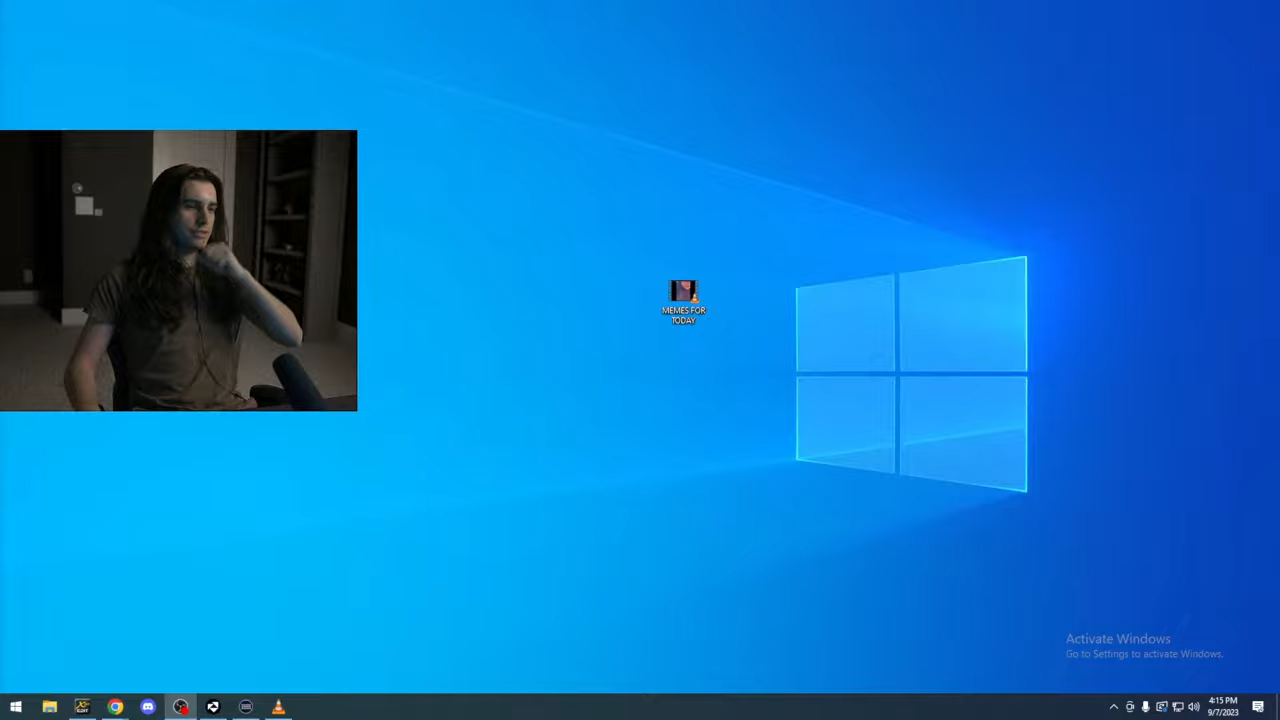 MEMES FOR
TODAY
Activate Windows
Go to Settings to activate Windows.
4:15 PM
9/7/2023